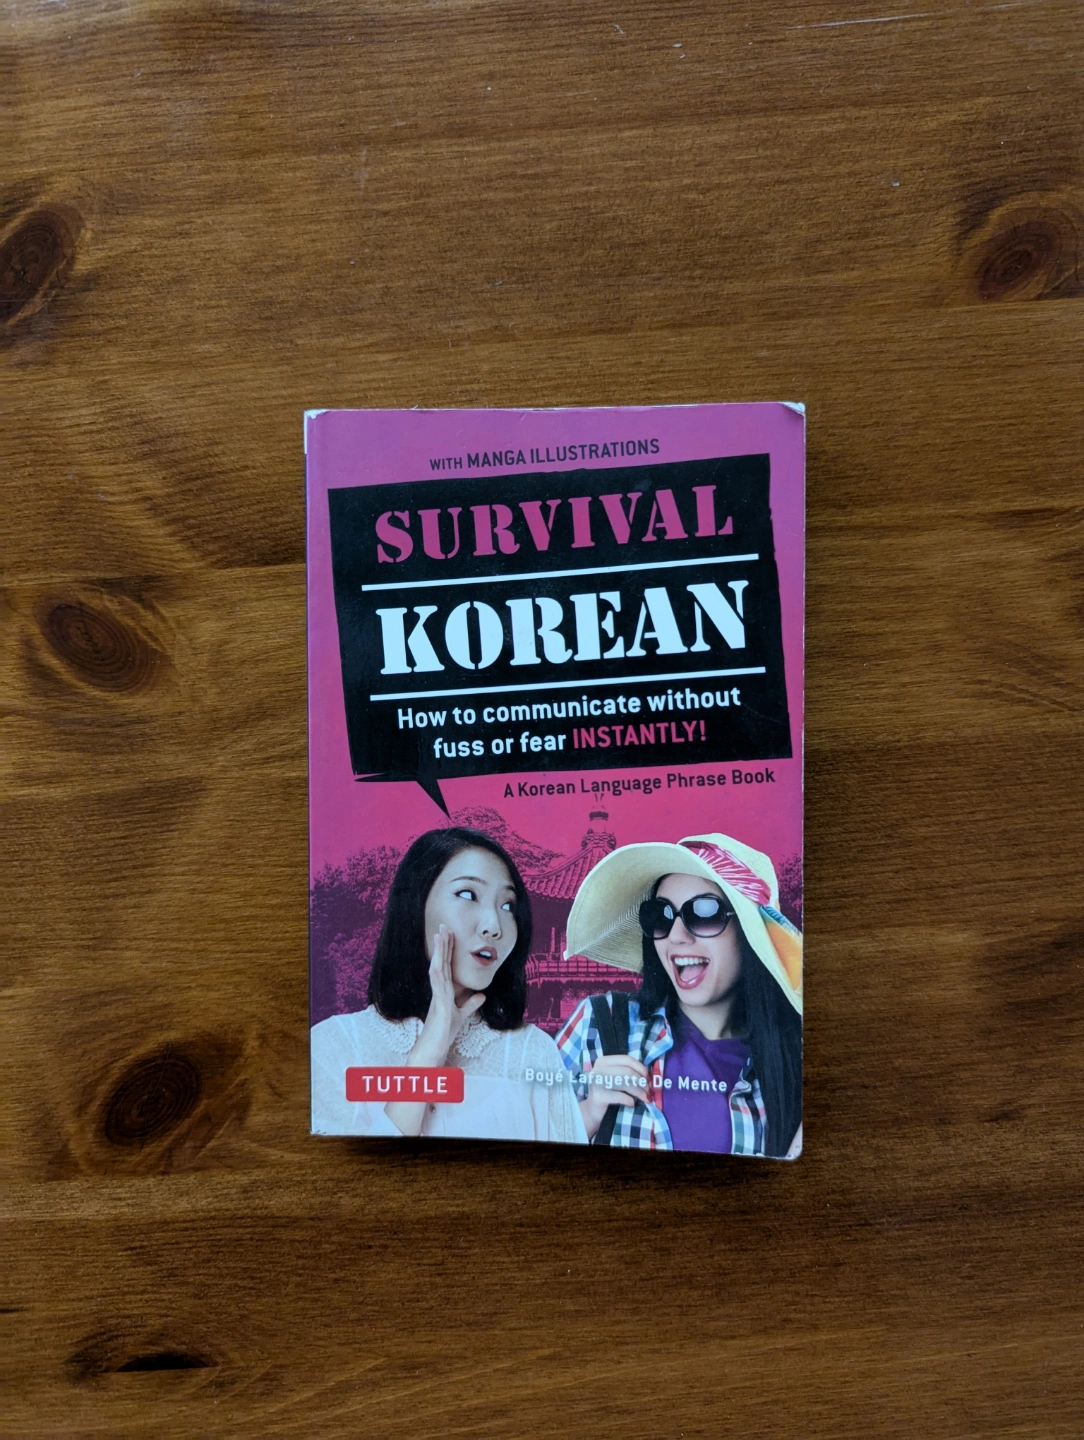 WITH MANGA ILLUSTRATIONS
SURVIVAL
KOREAN
How to communicate without
fuss or fear INSTANTLY!
A Korean Language Phrase Book
TUTTLE
Boyé Lafayette De Mente